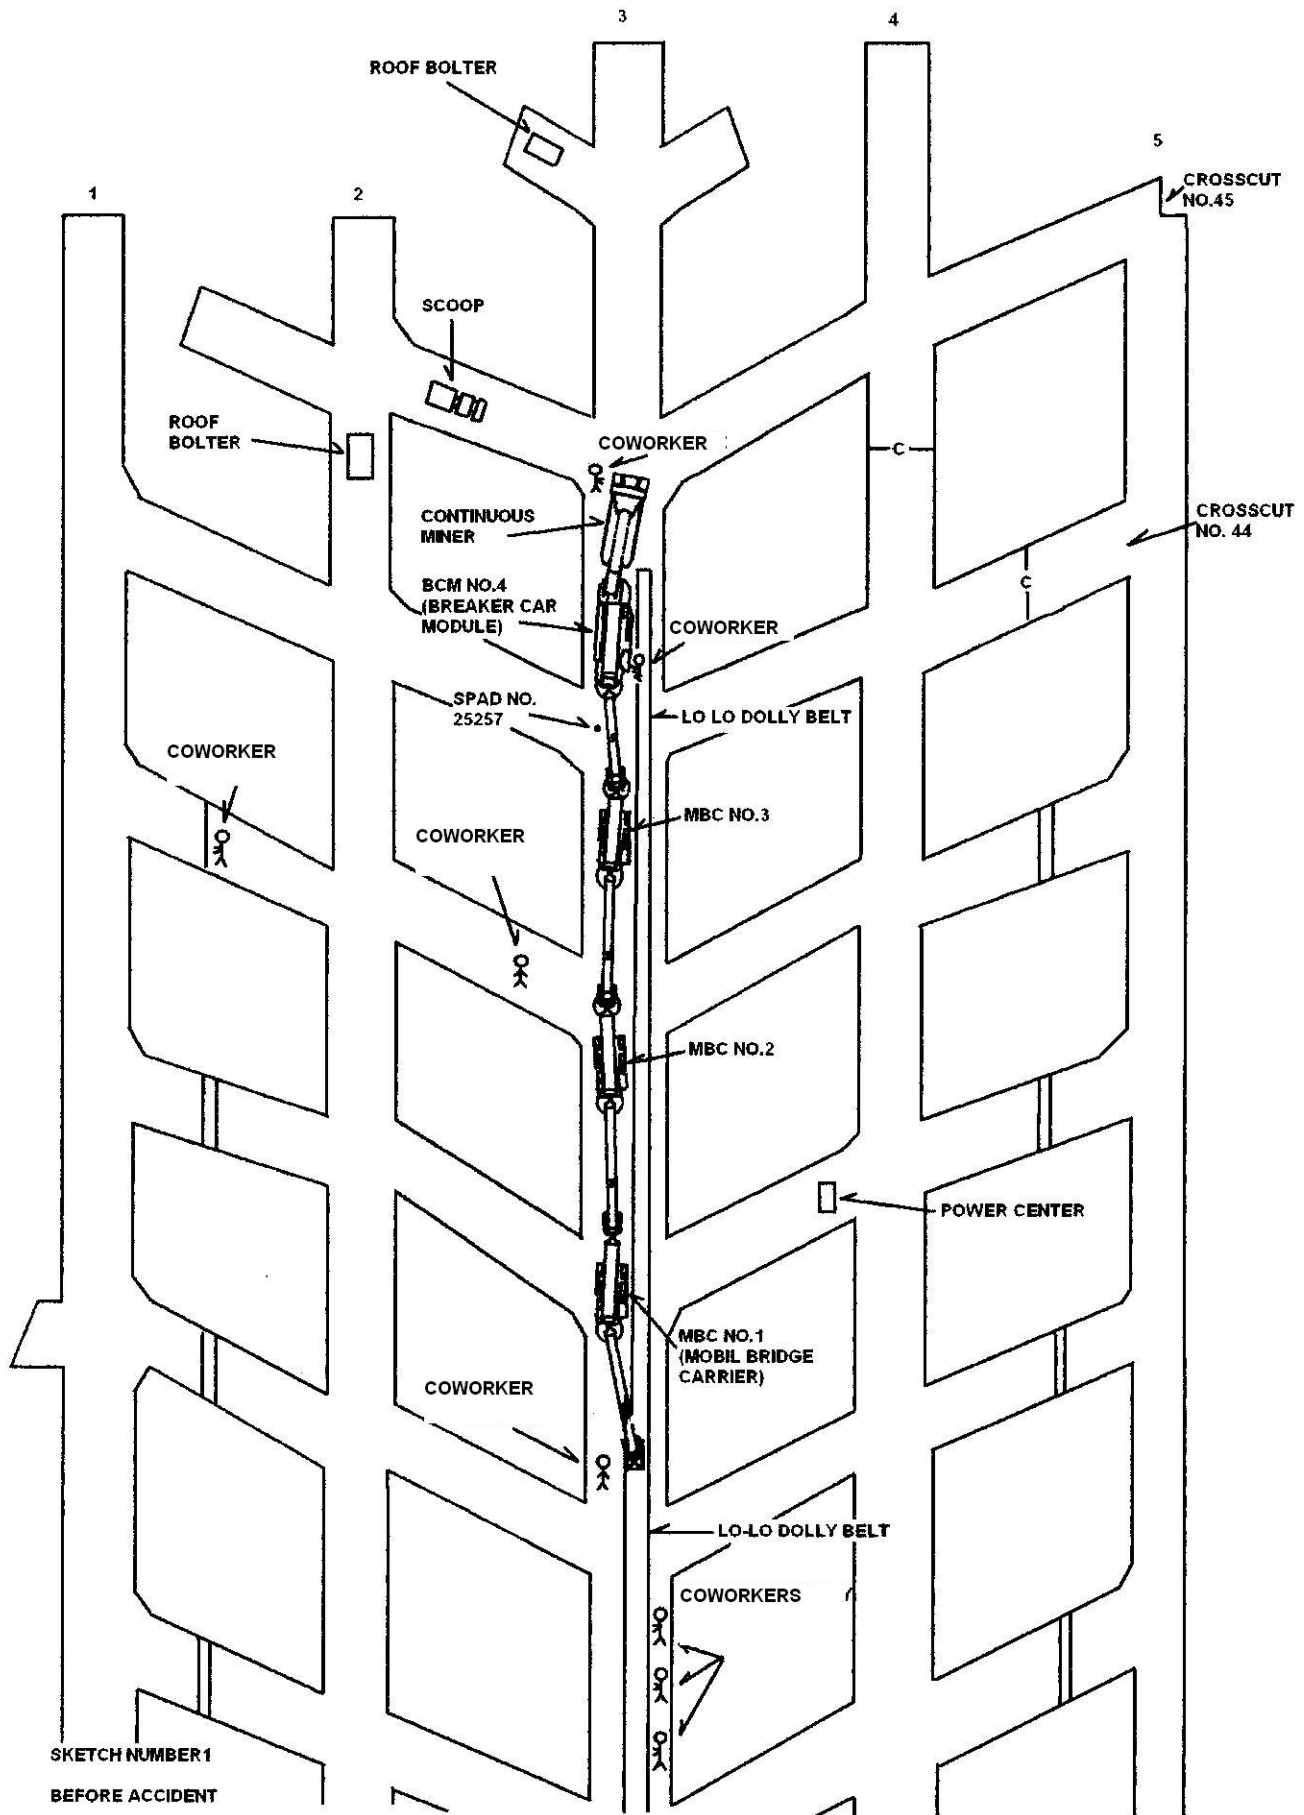 3
4
ROOF BOLTER
5
CROSSCUT
NO.45
1
2
SCOOP
ROOF
BOLTER
COWORKER
C
CONTINUOUS
MINER
CROSSCUT
NO. 44
C
BCM NO.4
(BREAKER CAR
MODULE)
COWORKER
SPAD NO.
25257
LO LO DOLLY BELT
COWORKER
MBC NO.3
COWORKER
MBC NO.2
POWER CENTER
MBC NO.1
(MOBIL BRIDGE
CARRIER)
COWORKER
LO-LO DOLLY BELT
COWORKERS
SKETCH NUMBER1
BEFORE ACCIDENT